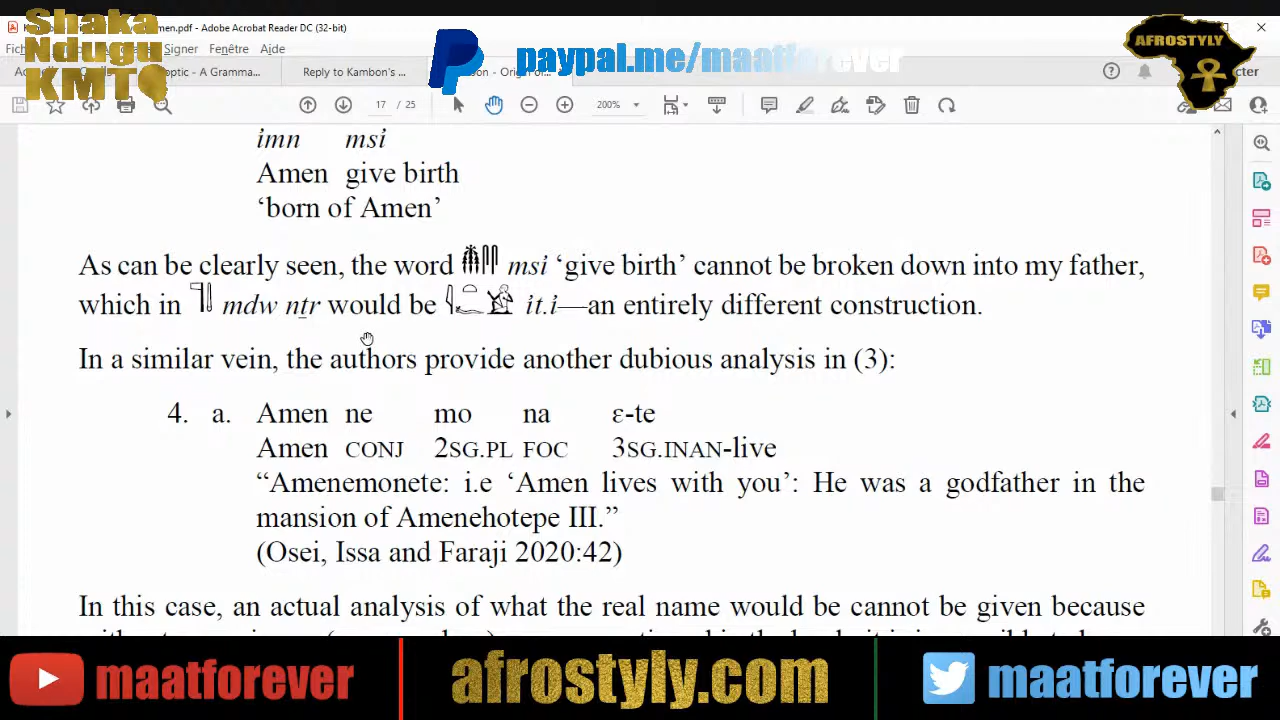 Shaka
Ndugu
KMT
men.pdf - Adobe Acrobat Reader DC (32-bit)
Signer Fenêtre Aide
optic - A Gramma...
Reply to Kambon's ...
paypal.me/maatforever
AFROSTYLY
17 / 25
200%
imn msi
Amen give birth
‘born of Amen’
As can be clearly seen, the word 𓄟𓋴 msi ‘give birth’ cannot be broken down into my father,
which in 𓌃𓊹 mdw nṯr would be 𓇋𓏏𓆑𓀀 it.i—an entirely different construction.
In a similar vein, the authors provide another dubious analysis in (3):
4. a. Amen ne mo na ɛ-te
Amen CONJ 2SG.PL FOC 3SG.INAN-live
“Amenemonete: i.e ‘Amen lives with you’: He was a godfather in the
mansion of Amenehotepe III.”
(Osei, Issa and Faraji 2020:42)
In this case, an actual analysis of what the real name would be cannot be given because
maatforever
afrostyly.com
maatforever